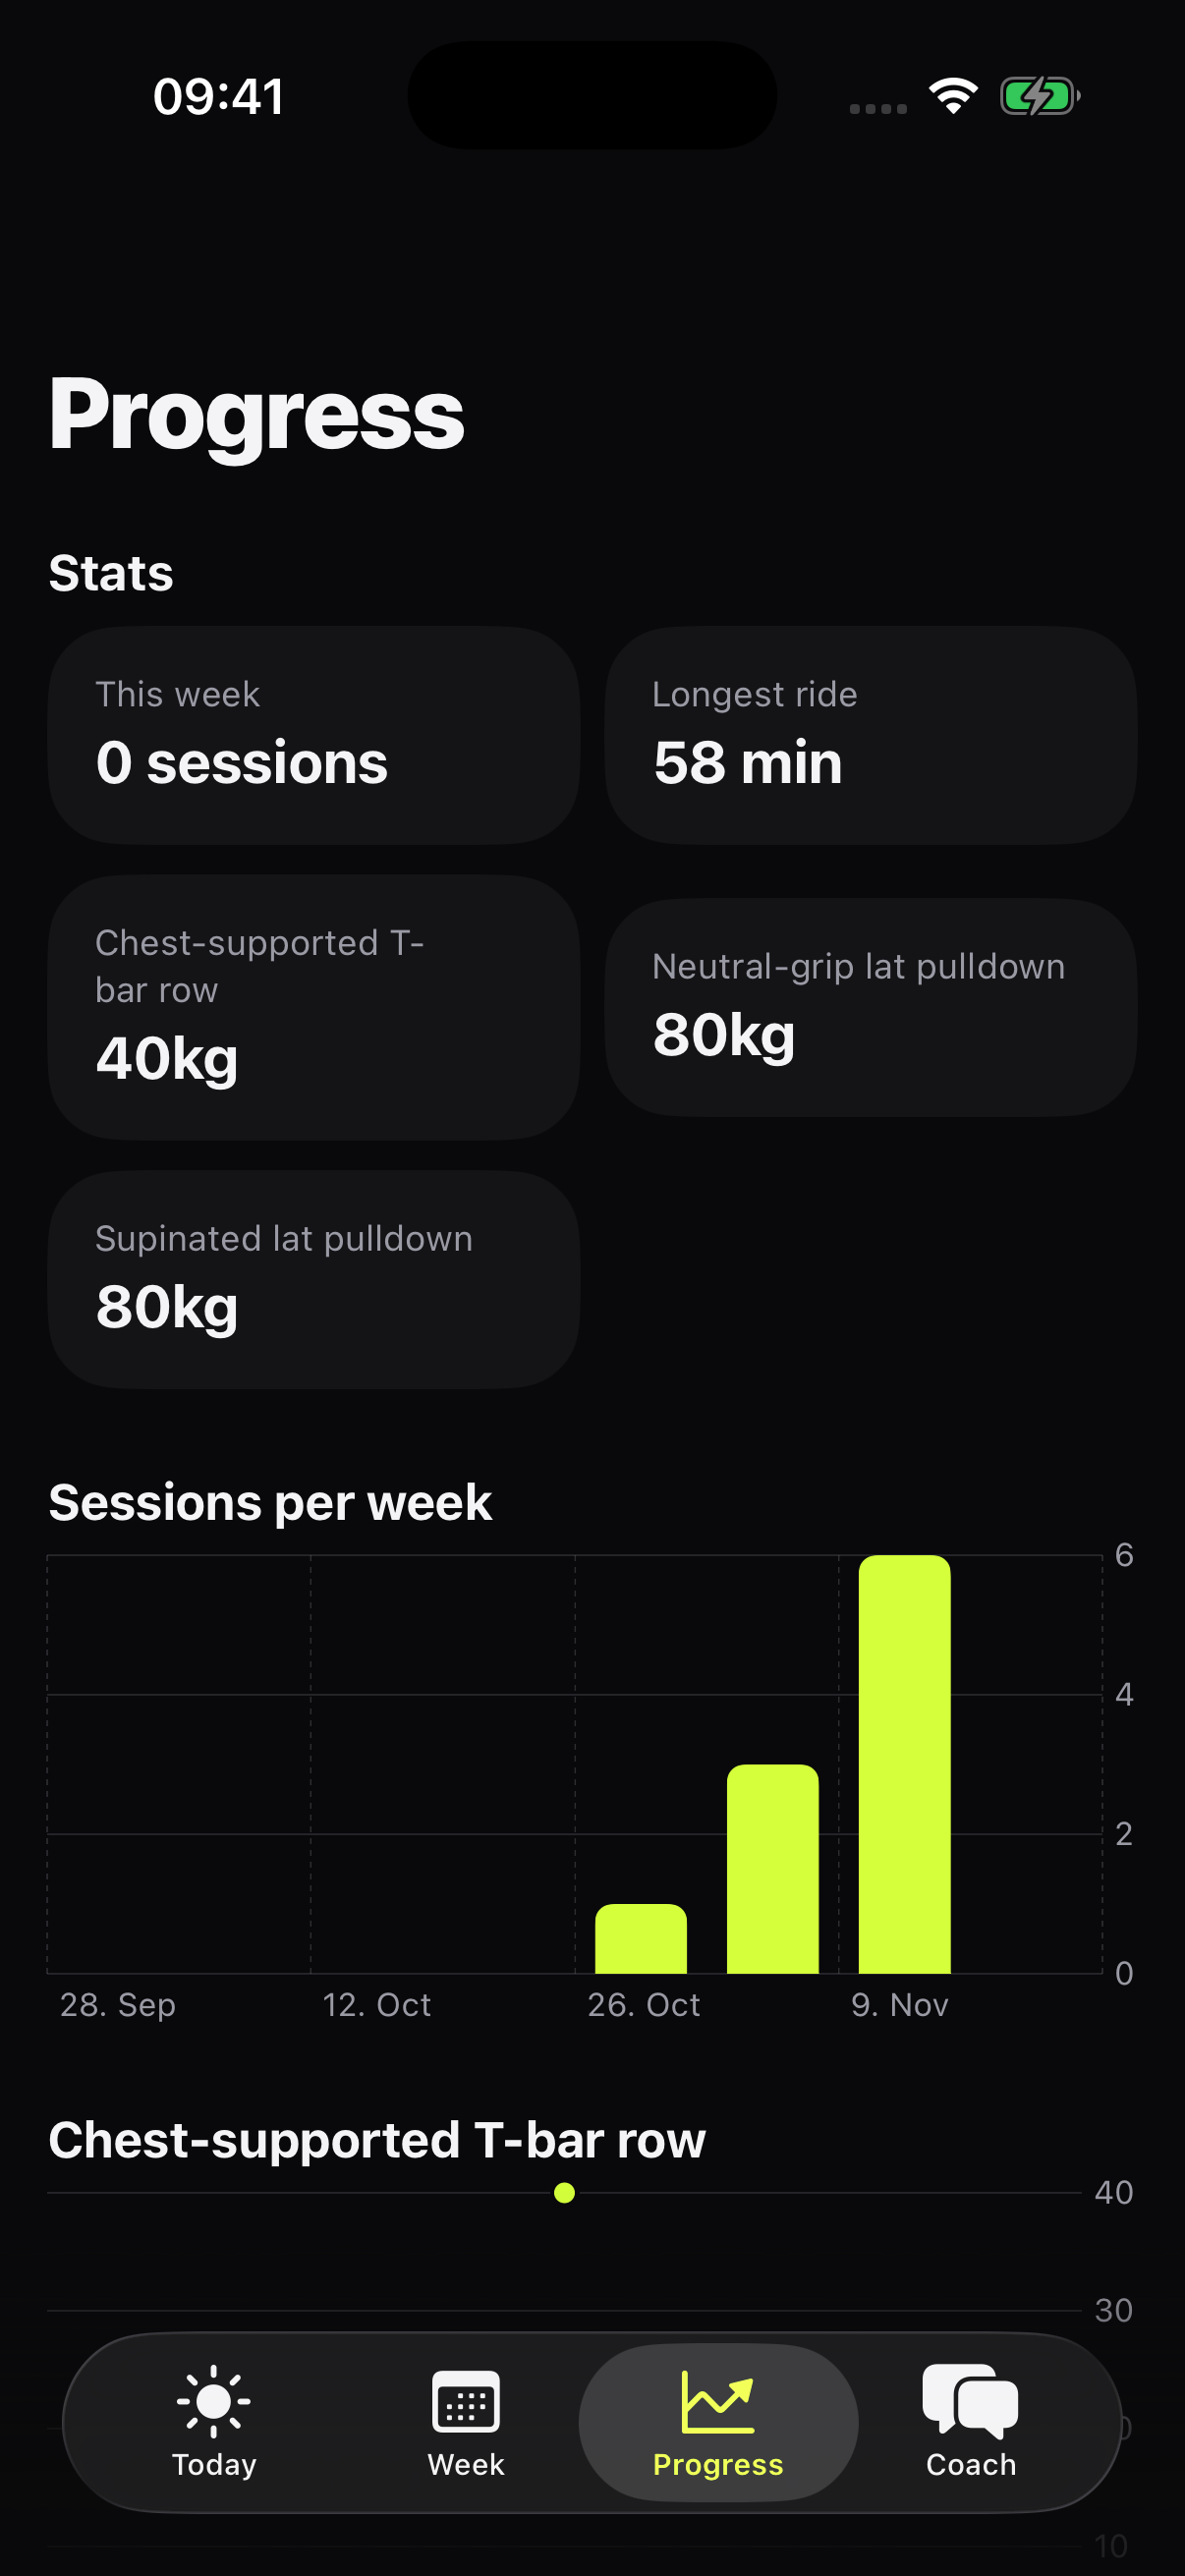 09:41
Progress
Stats
This week
0 sessions
Longest ride
58 min
Chest-supported T-
bar row
40kg
Neutral-grip lat pulldown
80kg
Supinated lat pulldown
80kg
Sessions per week
6
4
2
0
28. Sep
12. Oct
26. Oct
9. Nov
Chest-supported T-bar row
40
30
10
Today
Week
Progress
Coach